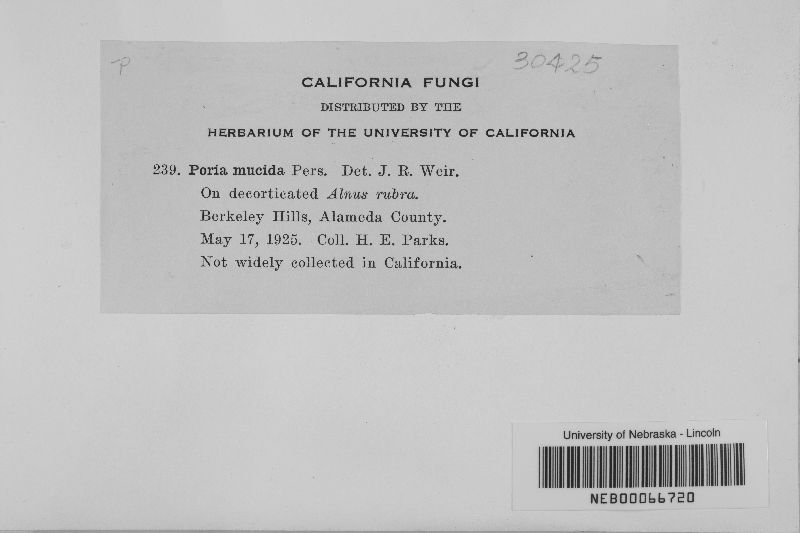 P 30425
CALIFORNIA FUNGI
DISTRIBUTED BY THE
HERBARIUM OF THE UNIVERSITY OF CALIFORNIA
239. Poria mucida Pers. Det. J. R. Weir.
On decorticated Alnus rubra.
Berkeley Hills, Alameda County.
May 17, 1925. Coll. H. E. Parks.
Not widely collected in California.
University of Nebraska - Lincoln
NEB00066720